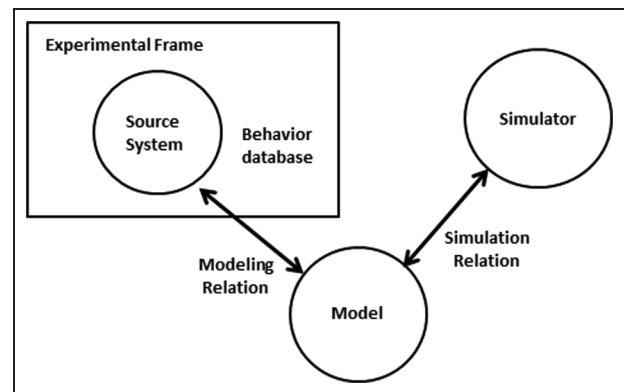 Experimental Frame
Source
System
Behavior
database
Simulator
Modeling
Relation
Simulation
Relation
Model